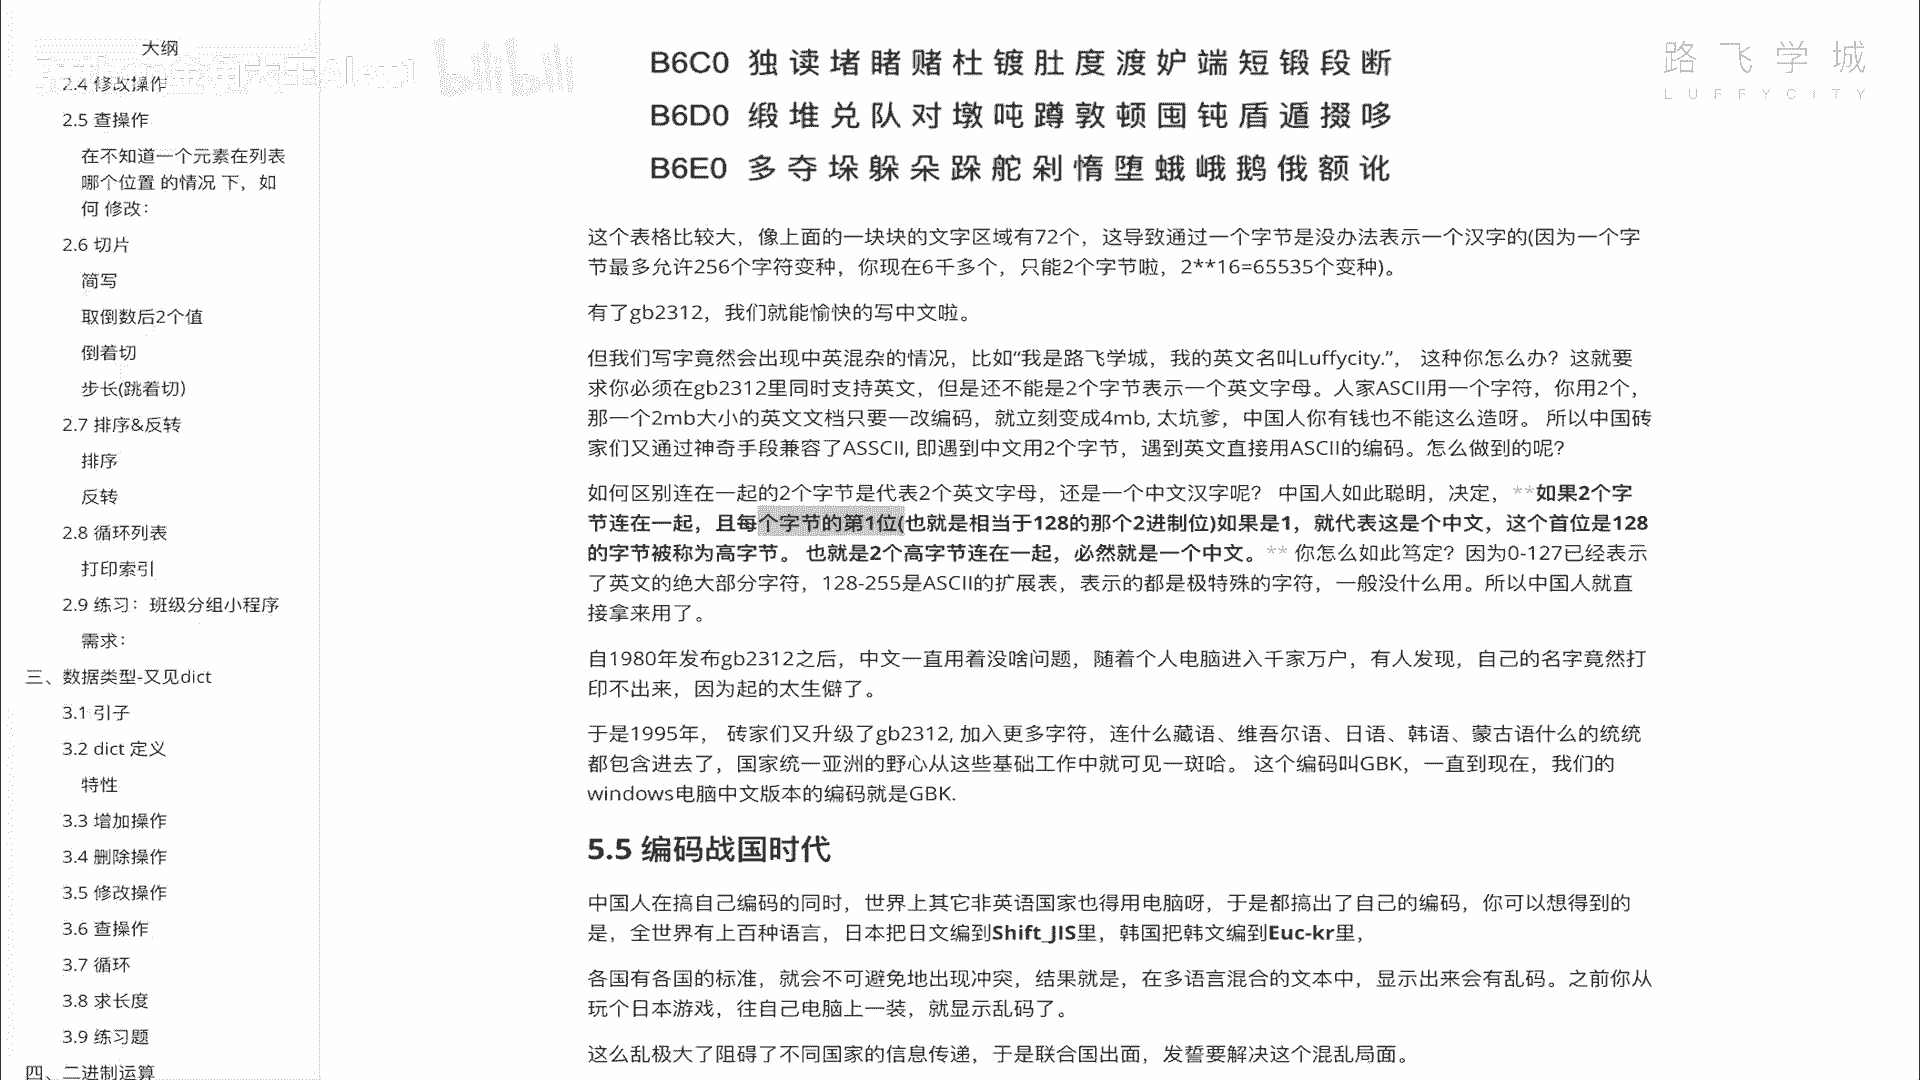 大纲
2.4 修改操作
2.5 查操作
在不知道一个元素在列表
哪个位置 的情况 下，如
何 修改：
2.6 切片
简写
取倒数后2个值
倒着切
步长(跳着切)
2.7 排序&反转
排序
反转
2.8 循环列表
打印索引
2.9 练习：班级分组小程序
需求：
三、数据类型-又见dict
3.1 引子
3.2 dict 定义
特性
3.3 增加操作
3.4 删除操作
3.5 修改操作
3.6 查操作
3.7 循环
3.8 求长度
3.9 练习题
四、二进制运算
bilibili
路飞学城
LUFFYCITY
B6C0 独 读 堵 睹 赌 杜 镀 肚 度 渡 妒 端 短 锻 段 断
B6D0 缎 堆 兑 队 对 墩 吨 蹲 敦 顿 囤 钝 盾 遁 掇 哆
B6E0 多 夺 垛 躲 朵 跺 舵 剁 惰 堕 蛾 峨 鹅 俄 额 讹
这个表格比较大，像上面的一块块的文字区域有72个，这导致通过一个字节是没办法表示一个汉字的(因为一个字
节最多允许256个字符变种，你现在6千多个，只能2个字节啦，2**16=65535个变种)。
有了gb2312，我们就能愉快的写中文啦。
但我们写字竟然会出现中英混杂的情况，比如“我是路飞学城，我的英文名叫Luffycity.”， 这种你怎么办？这就要
求你必须在gb2312里同时支持英文，但是还不能是2个字节表示一个英文字母。人家ASCII用一个字符，你用2个，
那一个2mb大小的英文文档只要一改编码，就立刻变成4mb, 太坑爹，中国人你有钱也不能这么造呀。 所以中国砖
家们又通过神奇手段兼容了ASSCII, 即遇到中文用2个字节，遇到英文直接用ASCII的编码。怎么做到的呢？
如何区别连在一起的2个字节是代表2个英文字母，还是一个中文汉字呢？ 中国人如此聪明，决定，**如果2个字
节连在一起，且每个字节的第1位(也就是相当于128的那个2进制位)如果是1，就代表这是个中文，这个首位是128
的字节被称为高字节。 也就是2个高字节连在一起，必然就是一个中文。** 你怎么如此笃定？因为0-127已经表示
了英文的绝大部分字符，128-255是ASCII的扩展表，表示的都是极特殊的字符，一般没什么用。所以中国人就直
接拿来用了。
自1980年发布gb2312之后，中文一直用着没啥问题，随着个人电脑进入千家万户，有人发现，自己的名字竟然打
印不出来，因为起的太生僻了。
于是1995年， 砖家们又升级了gb2312, 加入更多字符，连什么藏语、维吾尔语、日语、韩语、蒙古语什么的统统
都包含进去了，国家统一亚洲的野心从这些基础工作中就可见一斑哈。 这个编码叫GBK，一直到现在，我们的
windows电脑中文版本的编码就是GBK.
5.5 编码战国时代
中国人在搞自己编码的同时，世界上其它非英语国家也得用电脑呀，于是都搞出了自己的编码，你可以想得到的
是，全世界有上百种语言，日本把日文编到Shift_JIS里，韩国把韩文编到Euc-kr里，
各国有各国的标准，就会不可避免地出现冲突，结果就是，在多语言混合的文本中，显示出来会有乱码。之前你从
玩个日本游戏，往自己电脑上一装，就显示乱码了。
这么乱极大了阻碍了不同国家的信息传递，于是联合国出面，发誓要解决这个混乱局面。